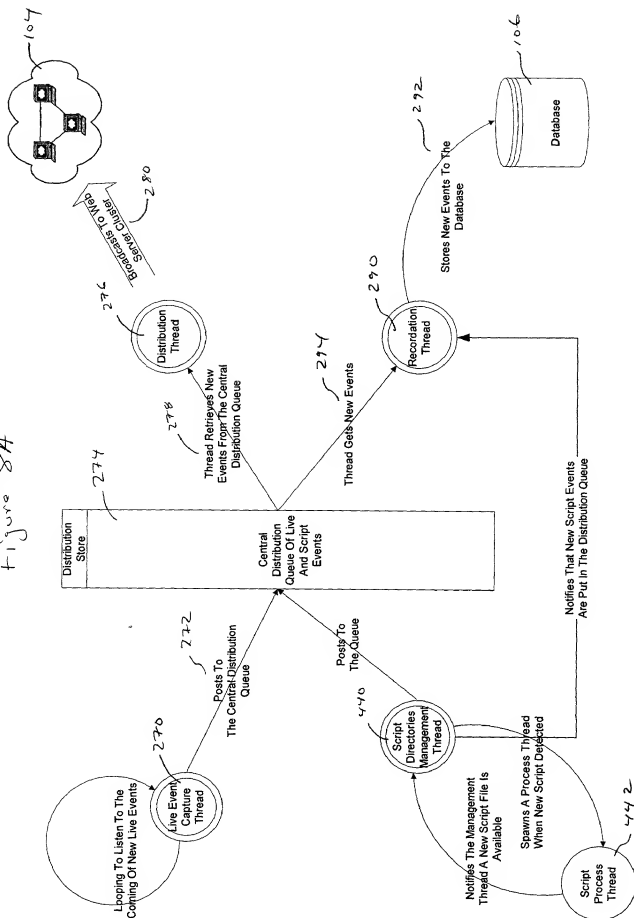 Figure 8A
104
Broadcasts To Web
Server Cluster
280
276
Distribution
Thread
278
Thread Retrieves New
Events From The Central
Distribution Queue
106
Database
292
Stores New Events To The
Database
290
Recordation
Thread
294
Thread Gets New Events
274
Distribution
Store
Central
Distribution
Queue Of Live
And Script
Events
Looping To Listen To The
Coming Of New Live Events
270
Live Event
Capture
Thread
272
Posts To
The Central Distribution
Queue
Posts To
The Queue
440
Script
Directories
Management
Thread
Notifies That New Script Events
Are Put In The Distribution Queue
Notifies The Management
Thread A New Script File Is
Available
Spawns A Process Thread
When New Script Detected
Script
Process
Thread
442